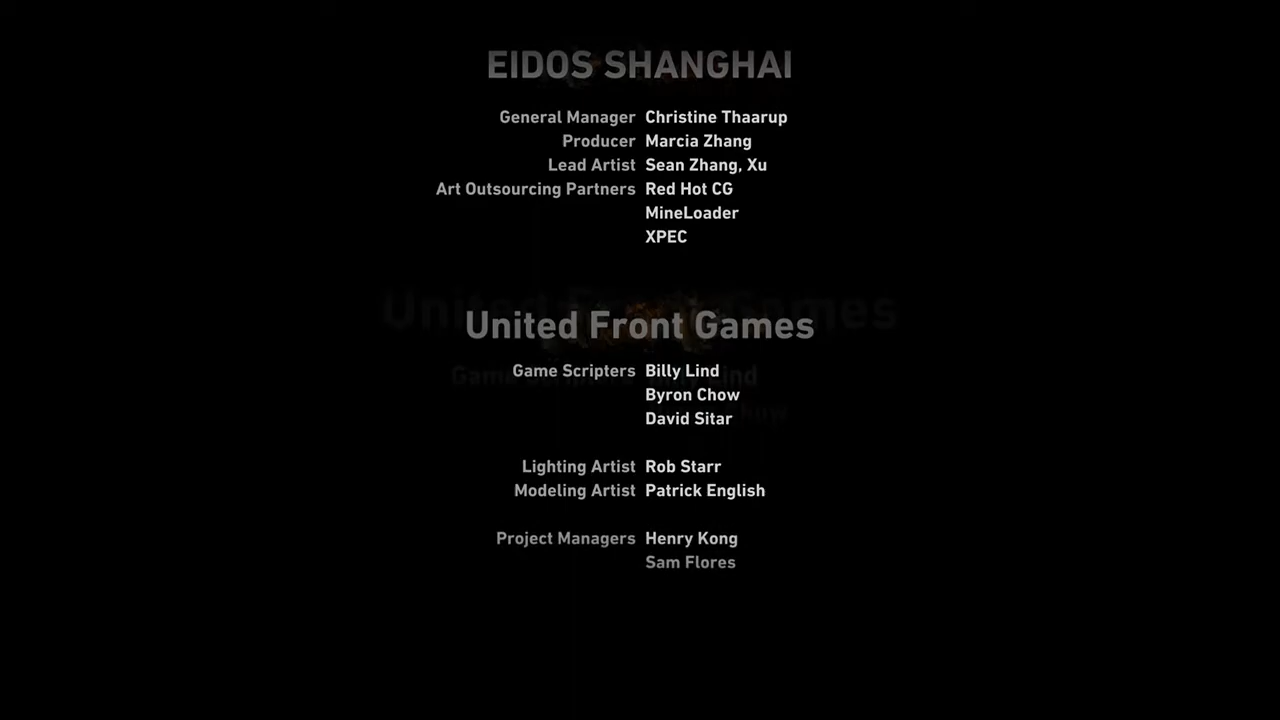 EIDOS SHANGHAI
General Manager Christine Thaarup
Producer Marcia Zhang
Lead Artist Sean Zhang, Xu
Art Outsourcing Partners Red Hot CG
MineLoader
XPEC
United Front Games
Game Scripters Billy Lind
Byron Chow
David Sitar
Lighting Artist Rob Starr
Modeling Artist Patrick English
Project Managers Henry Kong
Sam Flores